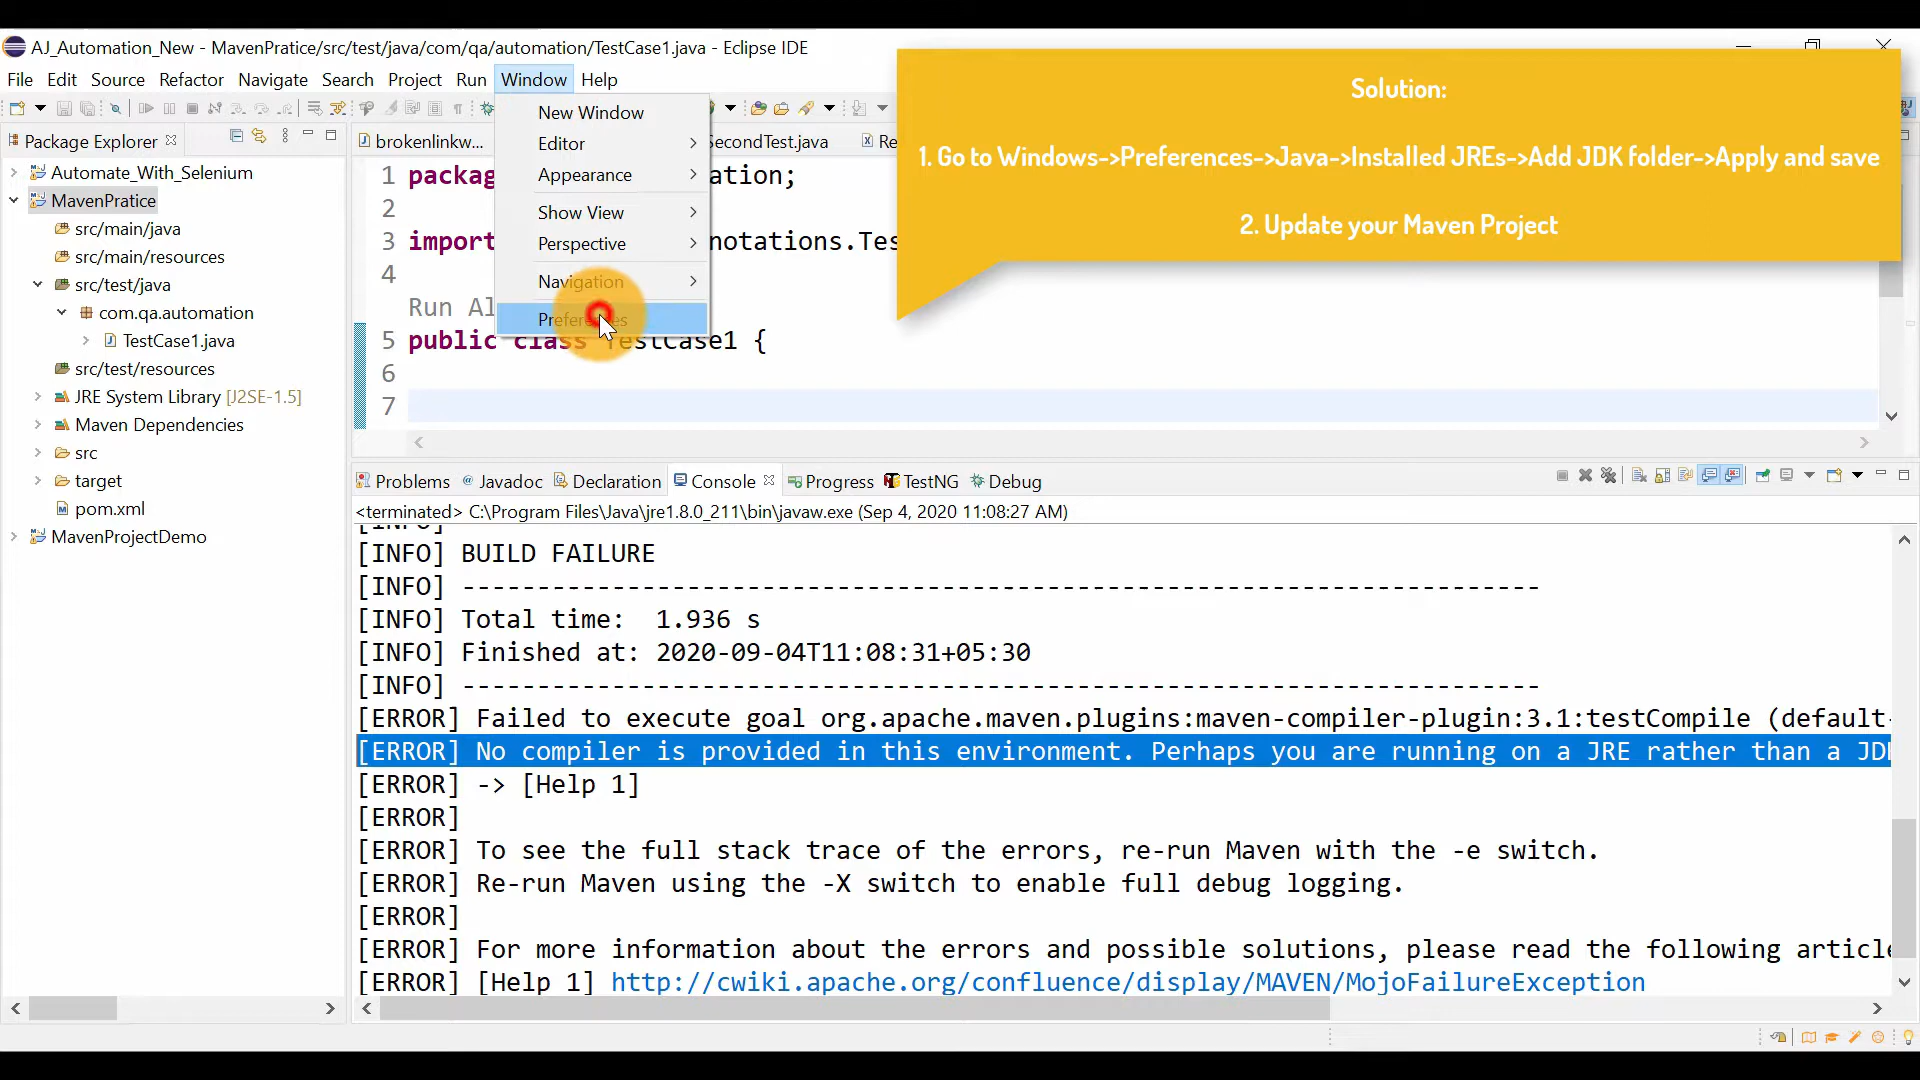 AJ_Automation_New - MavenPratice/src/test/java/com/qa/automation/TestCase1.java - Eclipse IDE
File Edit Source Refactor Navigate Search Project Run Window Help
Package Explorer
Automate_With_Selenium
MavenPratice
src/main/java
src/main/resources
src/test/java
com.qa.automation
TestCase1.java
src/test/resources
JRE System Library [J2SE-1.5]
Maven Dependencies
src
target
pom.xml
MavenProjectDemo
New Window
Editor
Appearance
Show View
Perspective
Navigation
Preferences
brokenlinkw...
SecondTest.java
Re
1 packag ation;
2
3 import notations.Tes
4
Run Al
5 public class TestCase1 {
6
7
Solution:
1. Go to Windows->Preferences->Java->Installed JREs->Add JDK folder->Apply and save
2. Update your Maven Project
Problems Javadoc Declaration Console Progress TestNG Debug
<terminated> C:\Program Files\Java\jre1.8.0_211\bin\javaw.exe (Sep 4, 2020 11:08:27 AM)
[INFO]
[INFO] BUILD FAILURE
[INFO] ------------------------------------------------------------------------
[INFO] Total time:  1.936 s
[INFO] Finished at: 2020-09-04T11:08:31+05:30
[INFO] ------------------------------------------------------------------------
[ERROR] Failed to execute goal org.apache.maven.plugins:maven-compiler-plugin:3.1:testCompile (default-
[ERROR] No compiler is provided in this environment. Perhaps you are running on a JRE rather than a JDK
[ERROR] -> [Help 1]
[ERROR]
[ERROR] To see the full stack trace of the errors, re-run Maven with the -e switch.
[ERROR] Re-run Maven using the -X switch to enable full debug logging.
[ERROR]
[ERROR] For more information about the errors and possible solutions, please read the following article
[ERROR] [Help 1] http://cwiki.apache.org/confluence/display/MAVEN/MojoFailureException